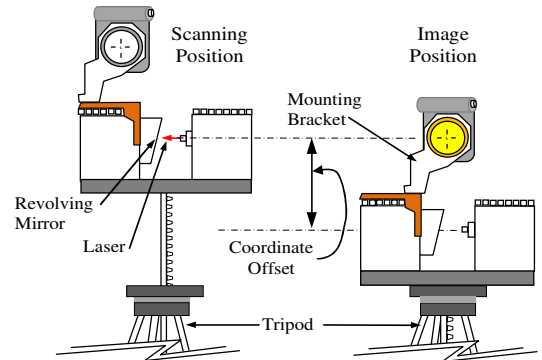 Scanning
Position
Image
Position
Mounting
Bracket
Revolving
Mirror
Laser
Coordinate
Offset
Tripod